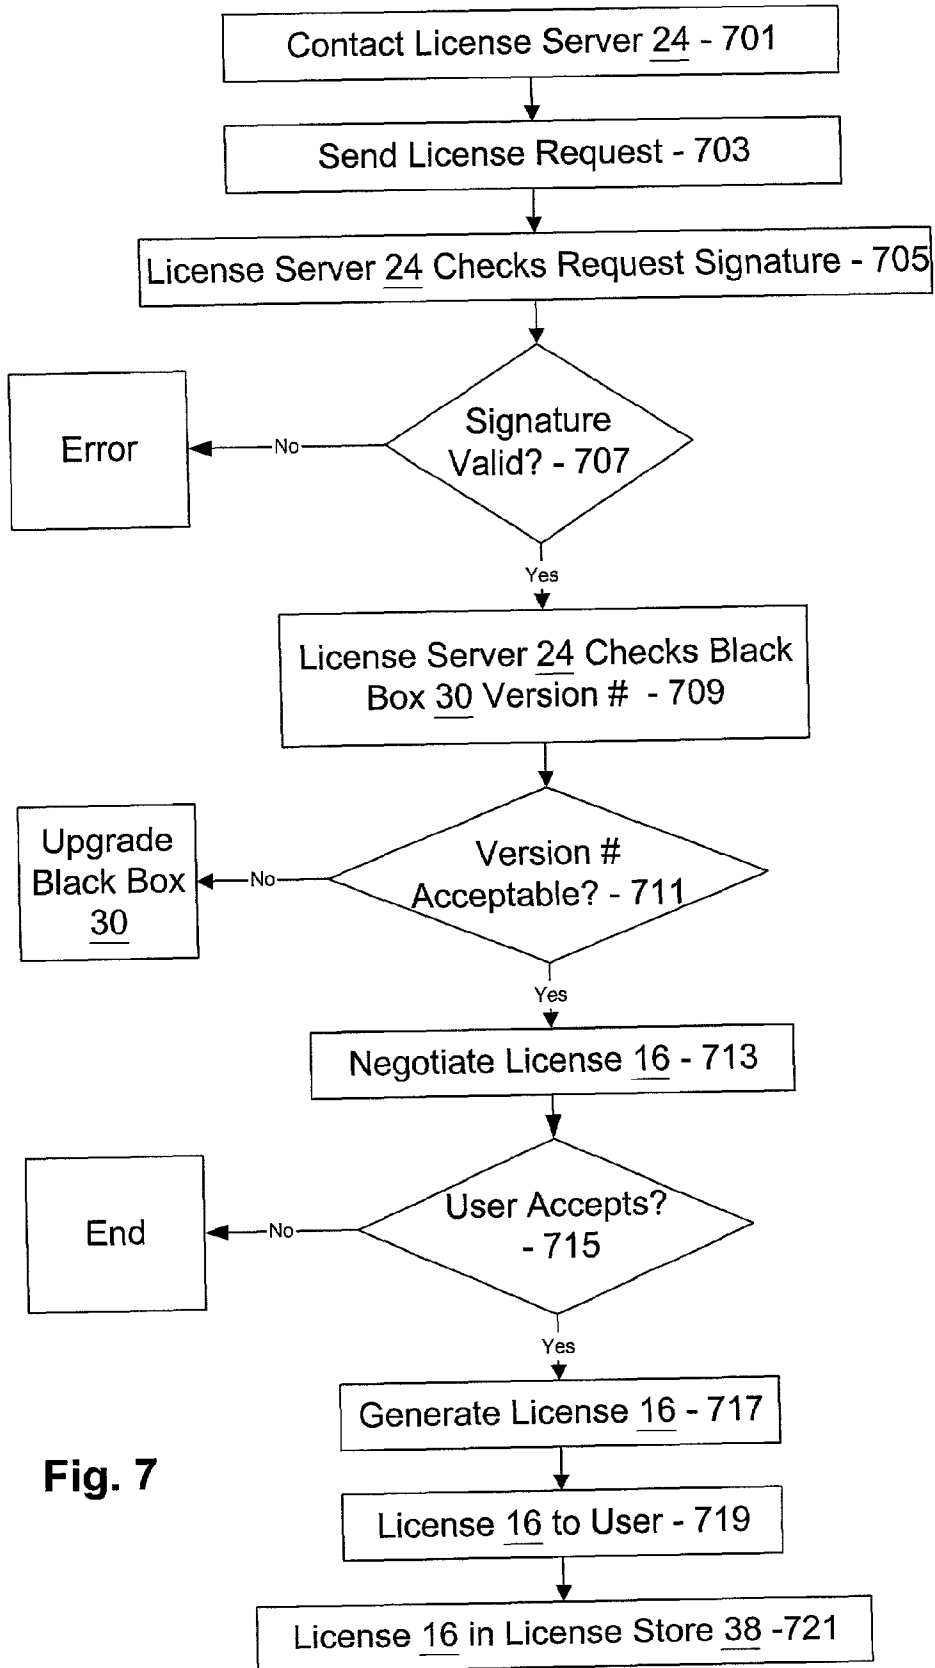 Contact License Server 24 - 701
Send License Request - 703
License Server 24 Checks Request Signature - 705
Signature
Valid? - 707
No
Error
Yes
License Server 24 Checks Black
Box 30 Version # - 709
Version #
Acceptable? - 711
No
Upgrade
Black Box
30
Yes
Negotiate License 16 - 713
User Accepts?
- 715
No
End
Yes
Generate License 16 - 717
License 16 to User - 719
License 16 in License Store 38 -721
Fig. 7